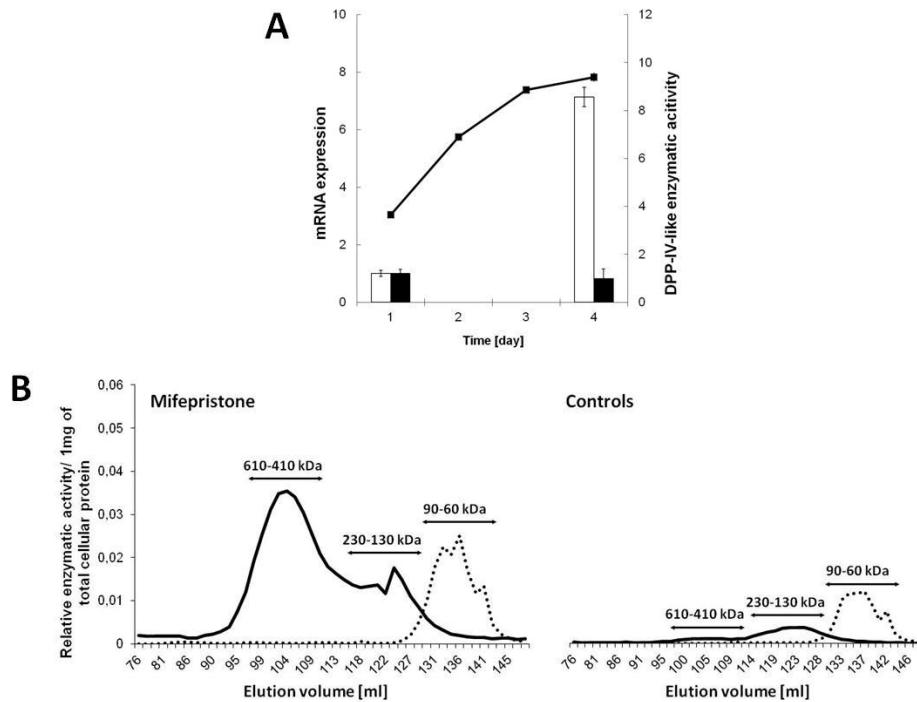 A
10
8
6
4
2
0
mRNA expression
12
10
8
6
4
2
0
DPP-IV-like enzymatic acitivity
1 2 3 4
Time [day]
B
Mifepristone
Controls
0,06
0,05
0,04
0,03
0,02
0,01
0
Relative enzymatic activity/ 1mg of
total cellular protein
610-410 kDa
230-130 kDa
90-60 kDa
610-410 kDa
230-130 kDa
90-60 kDa
76 81 86 90 95 99 104 109 113 118 122 127 131 136 141 145
Elution volume [ml]
76 81 86 91 95 100 105 109 114 119 123 128 133 137 142 146
Elution volume [ml]